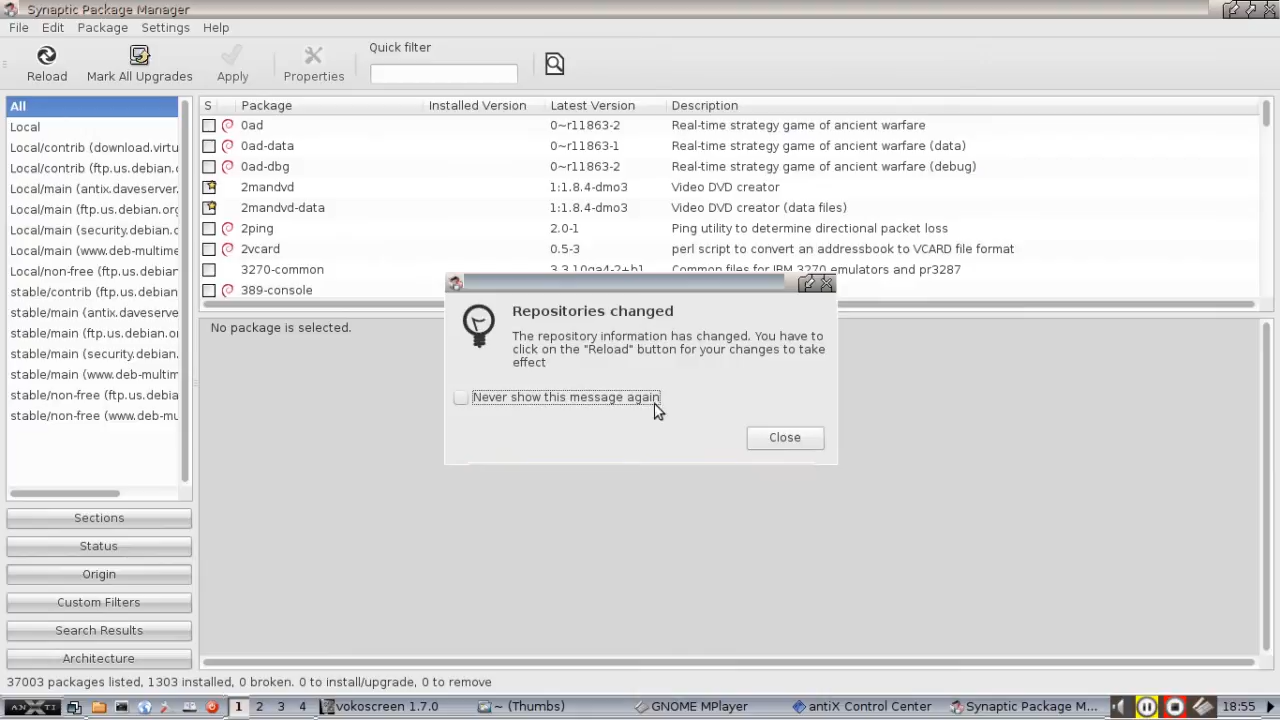 Synaptic Package Manager
File Edit Package Settings Help
Reload
Mark All Upgrades
Apply
Properties
Quick filter
All
Local
Local/contrib (download.virtu
Local/contrib (ftp.us.debian.c
Local/main (antix.daveserver.
Local/main (ftp.us.debian.org
Local/main (security.debian.c
Local/main (www.deb-multime
Local/non-free (ftp.us.debian.
stable/contrib (ftp.us.debian.
stable/main (antix.daveserve
stable/main (ftp.us.debian.or
stable/main (security.debian.
stable/main (www.deb-multim
stable/non-free (ftp.us.debia
stable/non-free (www.deb-mu
S Package Installed Version Latest Version Description
0ad 0~r11863-2 Real-time strategy game of ancient warfare
0ad-data 0~r11863-1 Real-time strategy game of ancient warfare (data)
0ad-dbg 0~r11863-2 Real-time strategy game of ancient warfare (debug)
2mandvd 1:1.8.4-dmo3 Video DVD creator
2mandvd-data 1:1.8.4-dmo3 Video DVD creator (data files)
2ping 2.0-1 Ping utility to determine directional packet loss
2vcard 0.5-3 perl script to convert an addressbook to VCARD file format
3270-common 3.3.10ga4-2+b1 Common files for IBM 3270 emulators and pr3287
389-console
No package is selected.
Repositories changed
The repository information has changed. You have to
click on the "Reload" button for your changes to take
effect
Never show this message again
Close
Sections
Status
Origin
Custom Filters
Search Results
Architecture
37003 packages listed, 1303 installed, 0 broken. 0 to install/upgrade, 0 to remove
1 2 3 4 vokoscreen 1.7.0 ~ (Thumbs) GNOME MPlayer antiX Control Center Synaptic Package M... 18:55